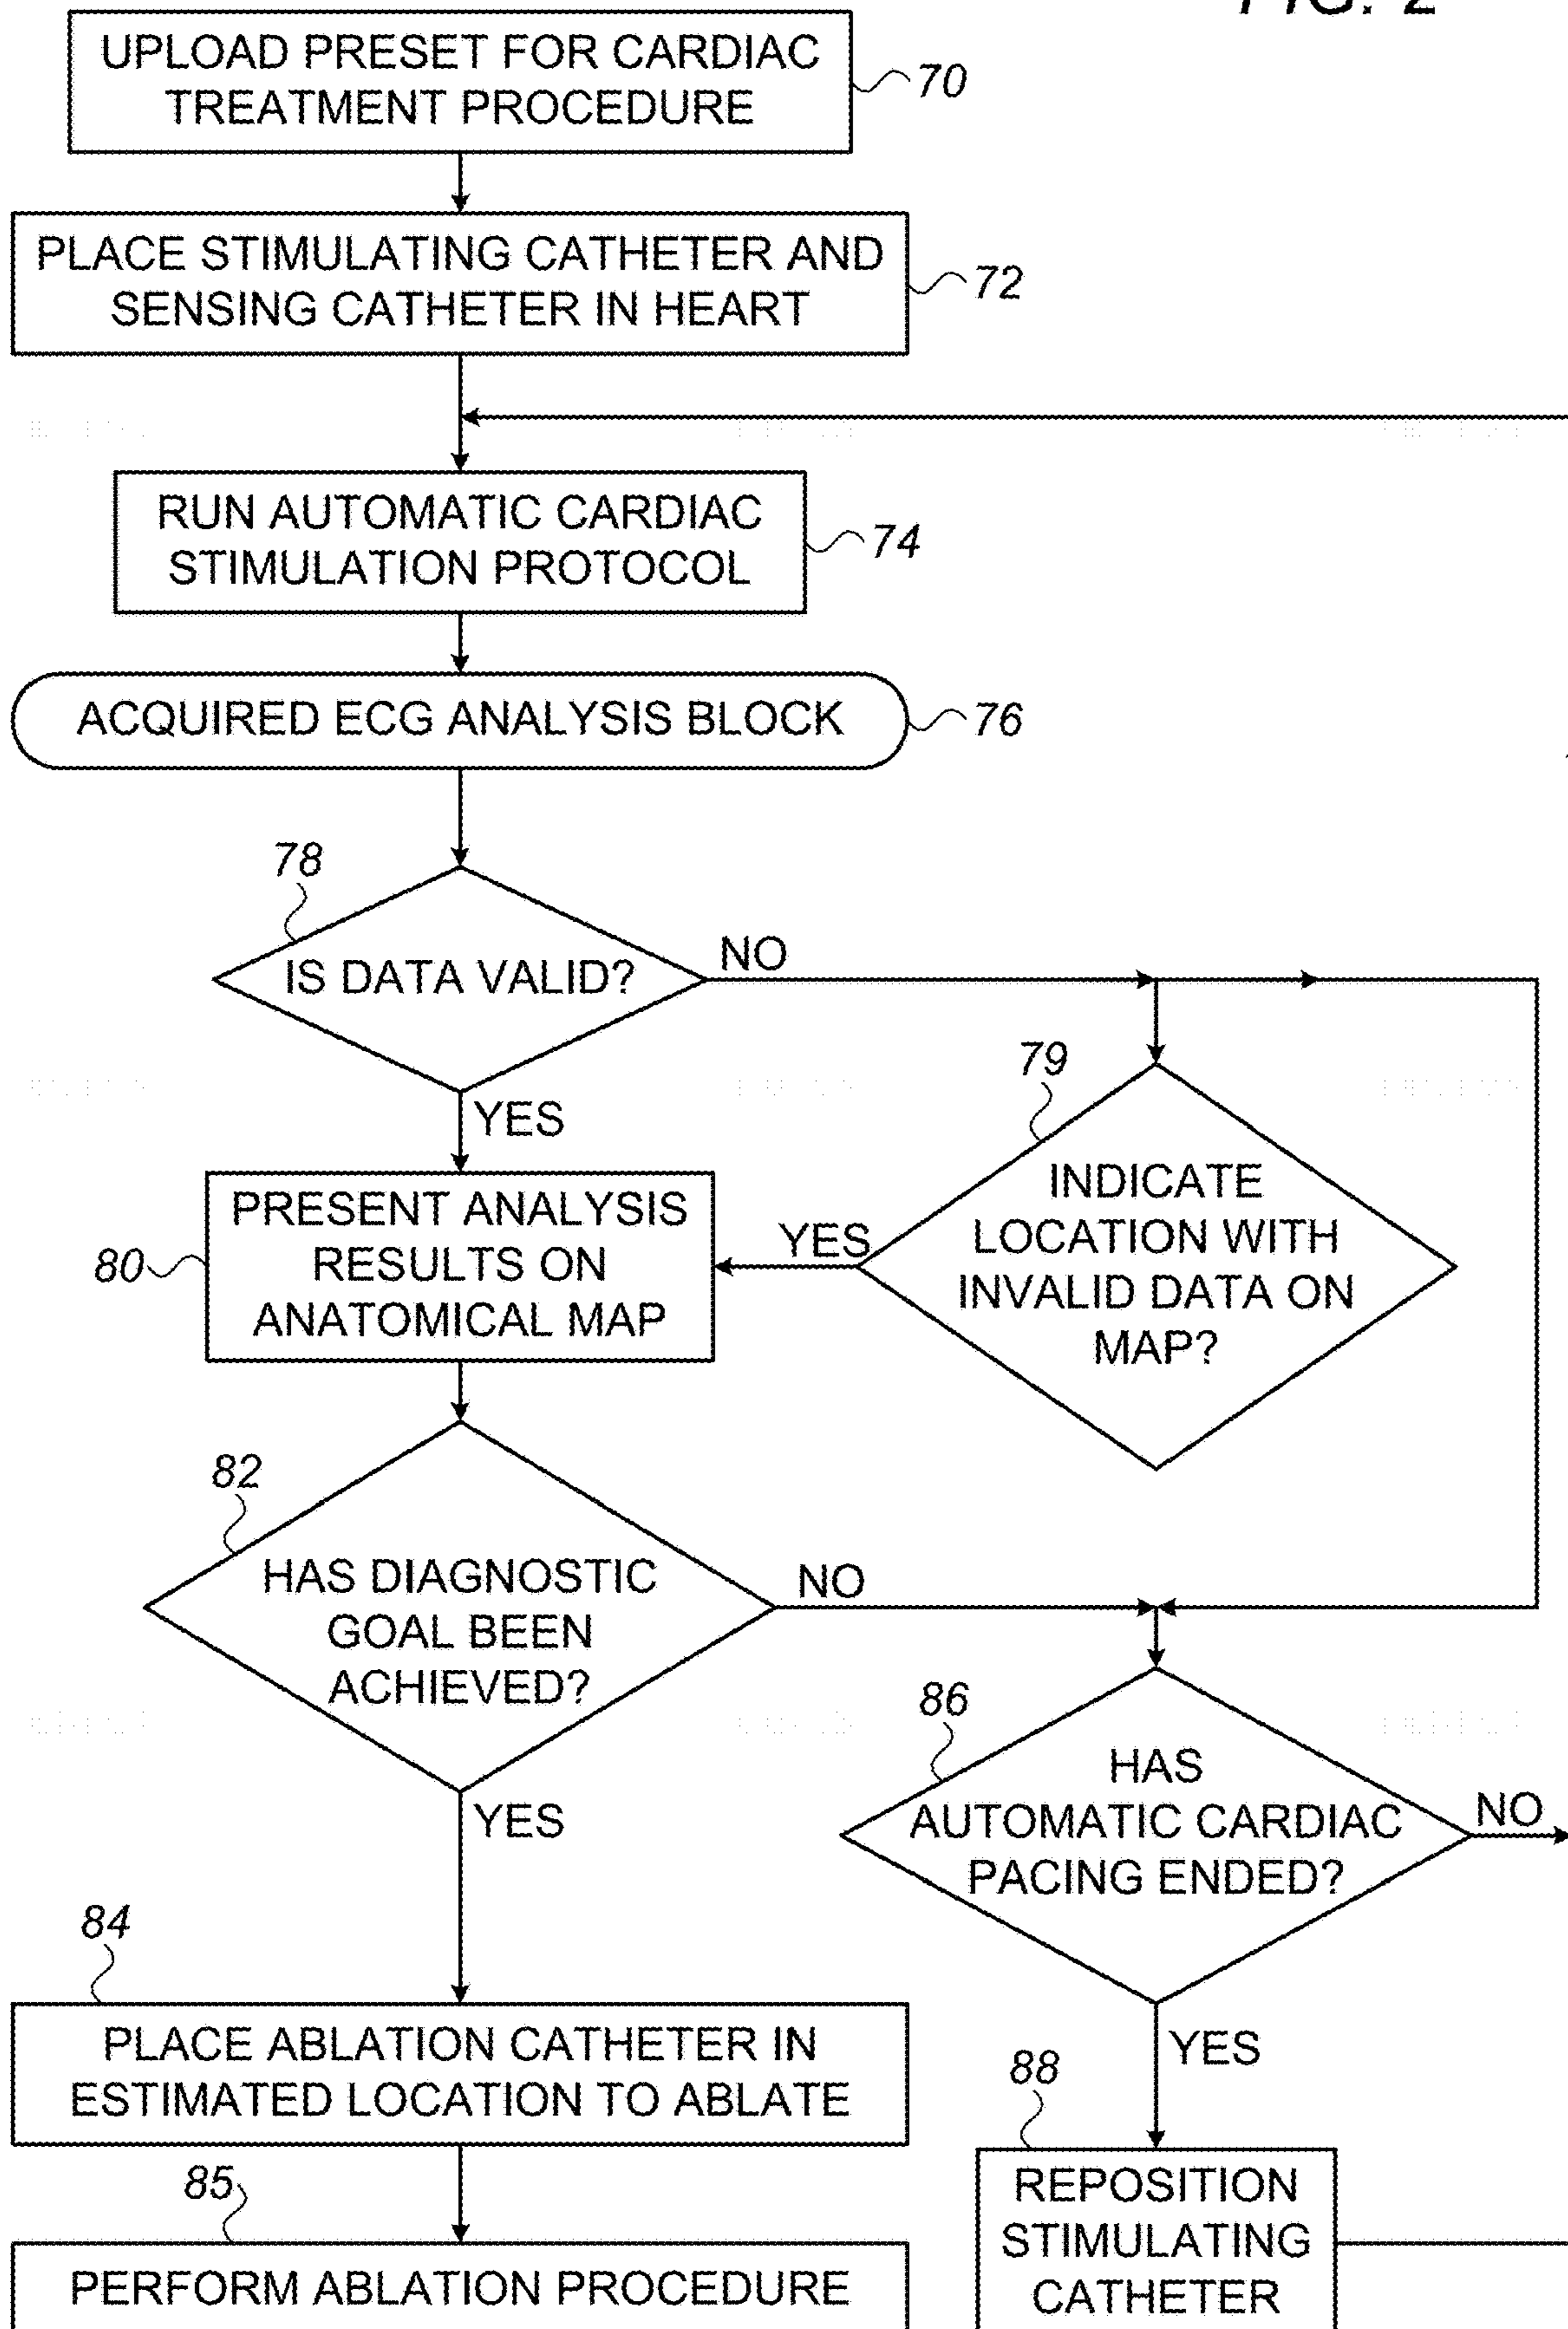 FIG. 2
UPLOAD PRESET FOR CARDIAC
TREATMENT PROCEDURE
70
PLACE STIMULATING CATHETER AND
SENSING CATHETER IN HEART
72
RUN AUTOMATIC CARDIAC
STIMULATION PROTOCOL
74
ACQUIRED ECG ANALYSIS BLOCK
76
78
IS DATA VALID?
NO
YES
79
INDICATE
LOCATION WITH
INVALID DATA ON
MAP?
YES
80
PRESENT ANALYSIS
RESULTS ON
ANATOMICAL MAP
82
HAS DIAGNOSTIC
GOAL BEEN
ACHIEVED?
NO
YES
86
HAS
AUTOMATIC CARDIAC
PACING ENDED?
NO
YES
84
PLACE ABLATION CATHETER IN
ESTIMATED LOCATION TO ABLATE
85
PERFORM ABLATION PROCEDURE
88
REPOSITION
STIMULATING
CATHETER